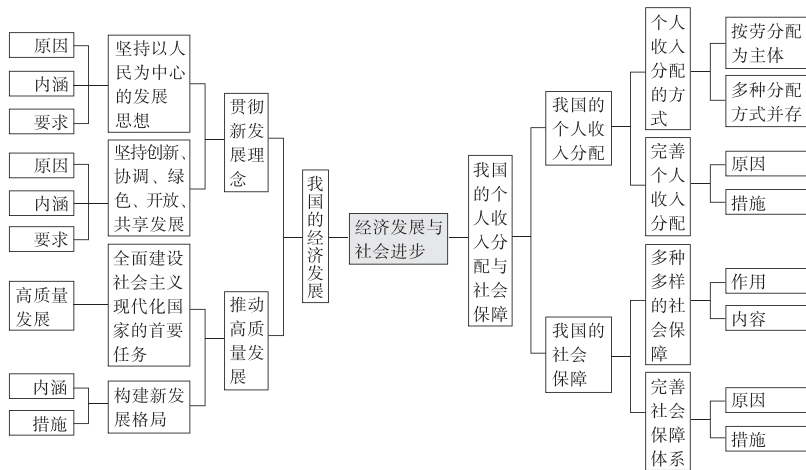 原因
内涵
要求
坚持以人
民为中心
的发展
思想
原因
内涵
要求
坚持创新、
协调、绿
色、开放、
共享发展
贯彻
新发
展理
念
高质量
发展
全面建设
社会主义
现代化国
家的首要
任务
内涵
措施
构建新发
展格局
推动
高质
量发
展
我
国
的
经
济
发
展
经济发展与
社会进步
我国
的个
人收
入分
配与
社会
保障
我国的
个人收
入分配
个人
收入
分配
的方
式
按劳分配
为主体
多种分配
方式并存
完善
个人
收入
分配
原因
措施
我国的
社会
保障
多种
多样
的社
会保
障
作用
内容
完善
社会
保障
体系
原因
措施